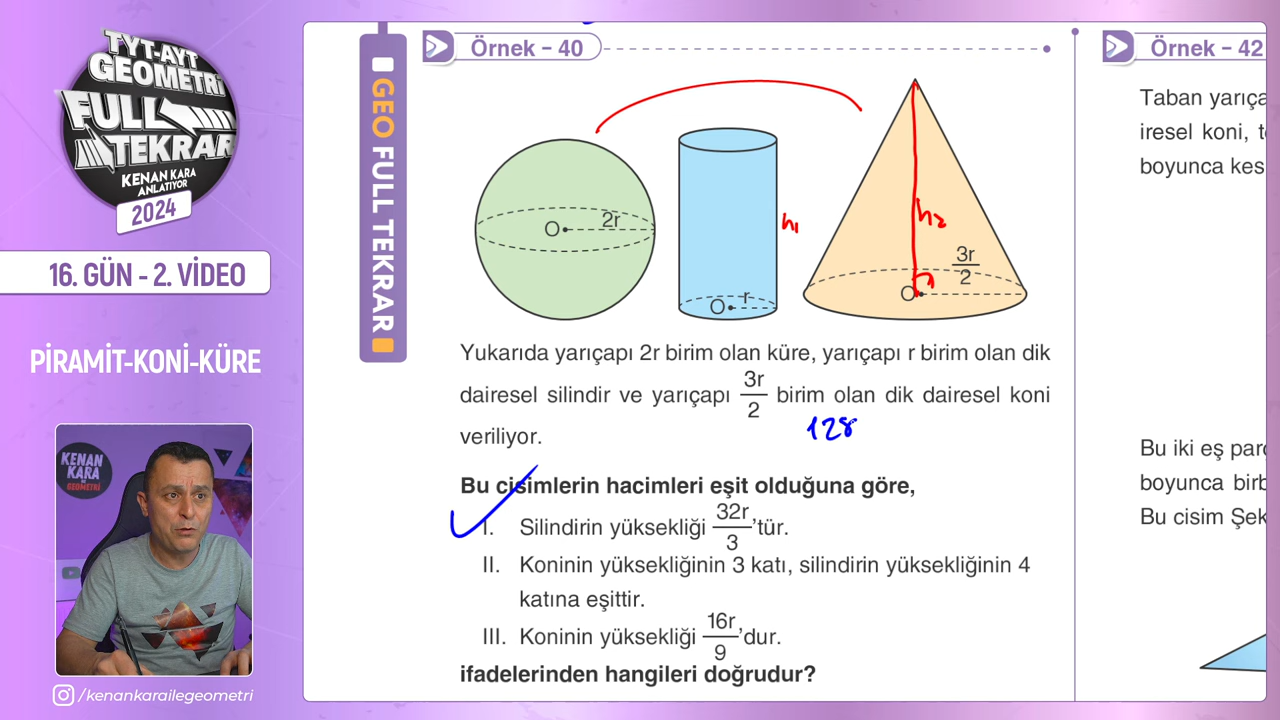 TYT-AYT
GEOMETRİ
FULL
TEKRAR
KENAN KARA
ANLATIYOR
2024
16. GÜN - 2. VİDEO
PİRAMİT-KONİ-KÜRE
KENAN
KARA
GEOMETRİ
/kenankarailegeometri
GEO FULL TEKRAR
Örnek – 40
O 2r
h1
O r
h2
3r/2
O
Yukarıda yarıçapı 2r birim olan küre, yarıçapı r birim olan dik
dairesel silindir ve yarıçapı 3r/2 birim olan dik dairesel koni
veriliyor.
128
Bu cisimlerin hacimleri eşit olduğuna göre,
I. Silindirin yüksekliği 32r/3 'tür.
II. Koninin yüksekliğinin 3 katı, silindirin yüksekliğinin 4
katına eşittir.
III. Koninin yüksekliği 16r/9 'dur.
ifadelerinden hangileri doğrudur?
Örnek – 42
Taban yarıça
iresel koni, t
boyunca kes
Bu iki eş parç
boyunca birb
Bu cisim Şek